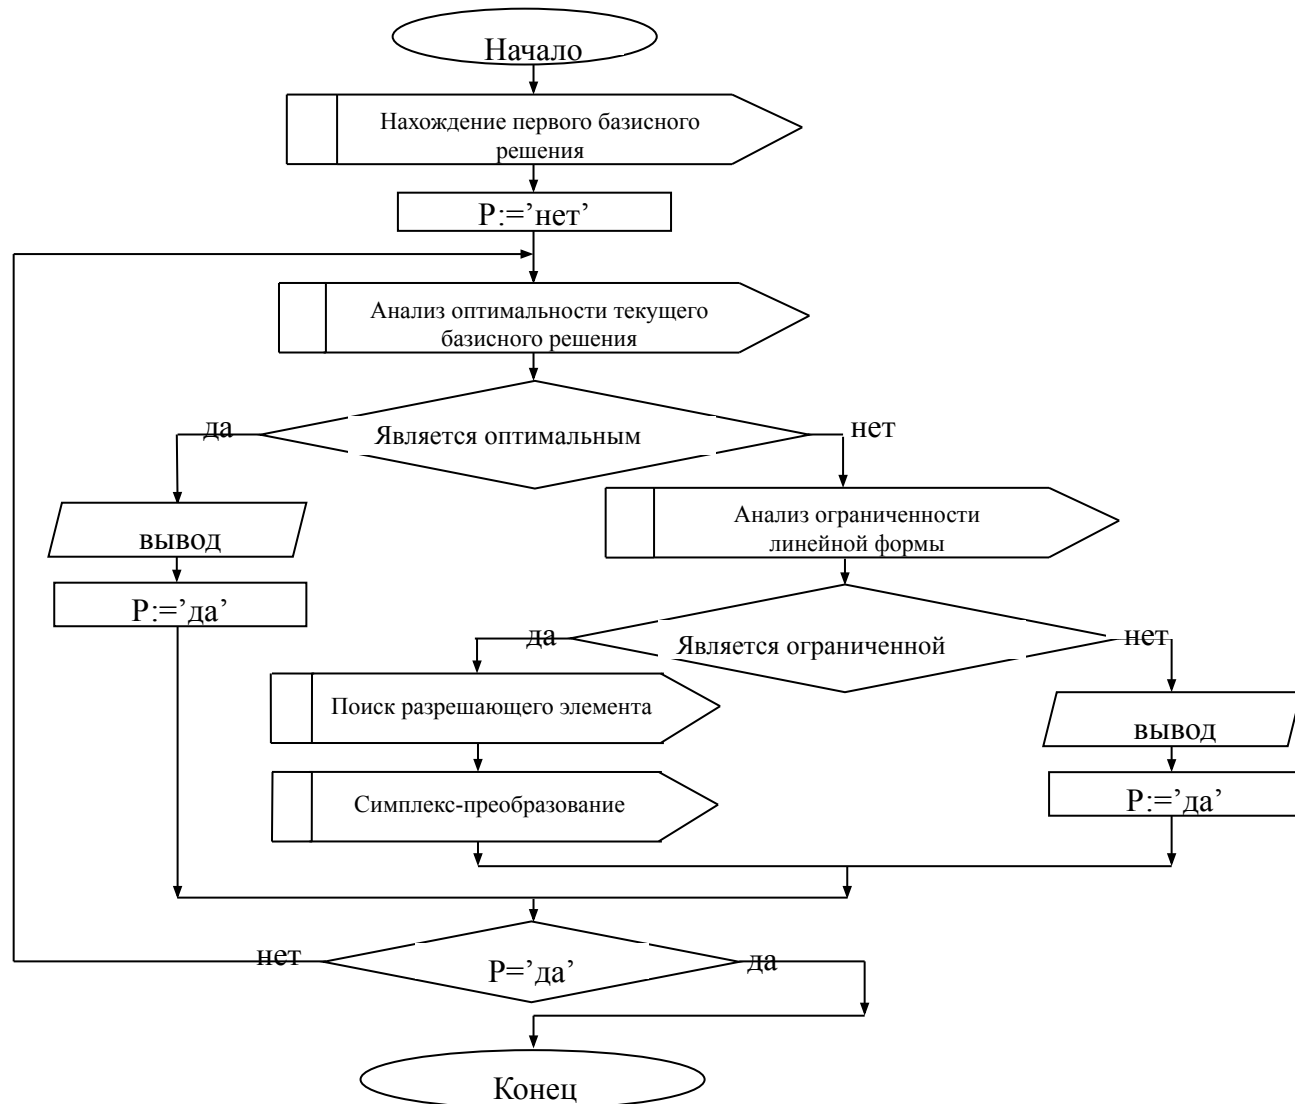 Начало
Нахождение первого базисного
решения
P:=’нет’
Анализ оптимальности текущего
базисного решения
да
Является оптимальным
нет
вывод
P:=’да’
Анализ ограниченности
линейной формы
да
Является ограниченной
нет
Поиск разрешающего элемента
Симплекс-преобразование
вывод
P:=’да’
нет
P=’да’
да
Конец